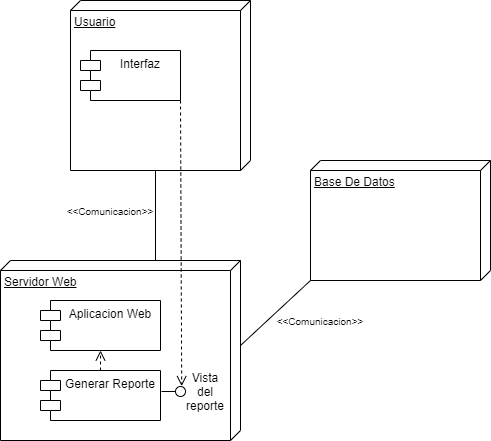 Usuario
Interfaz
<<Comunicacion>>
Base De Datos
Servidor Web
Aplicacion Web
<<Comunicacion>>
Generar Reporte
Vista
del
reporte